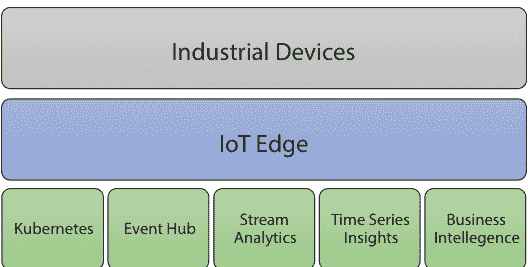 Industrial Devices
IoT Edge
Kubernetes
Event Hub
Stream
Analytics
Time Series
Insights
Business
Intellegence